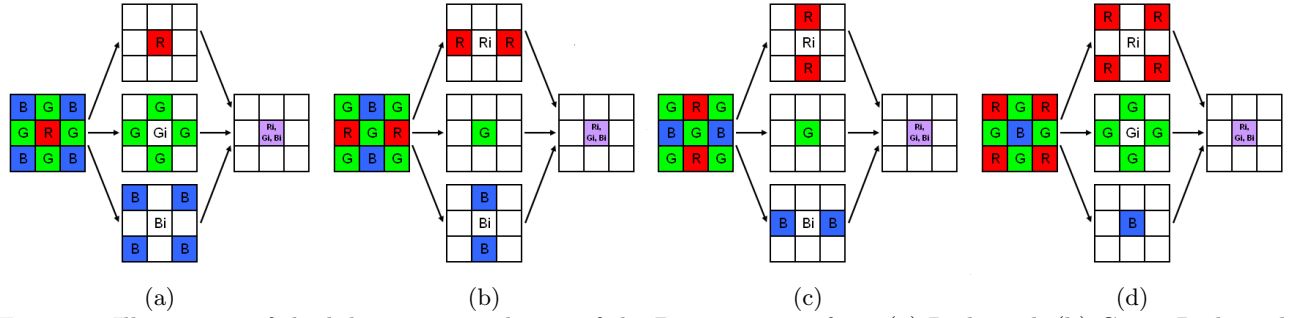 B G B
G R G
B G B
R
G
G Gi G
G
B B
Bi
B B
Ri,
Gi, Bi
(a)
G B G
R G R
G B G
R Ri R
G
B
Bi
B
Ri,
Gi, Bi
(b)
G R G
B G B
G R G
R
Ri
R
G
B Bi B
Ri,
Gi, Bi
(c)
R G R
G B G
R G R
R R
Ri
R R
G
G Gi G
G
B
Ri,
Gi, Bi
(d)